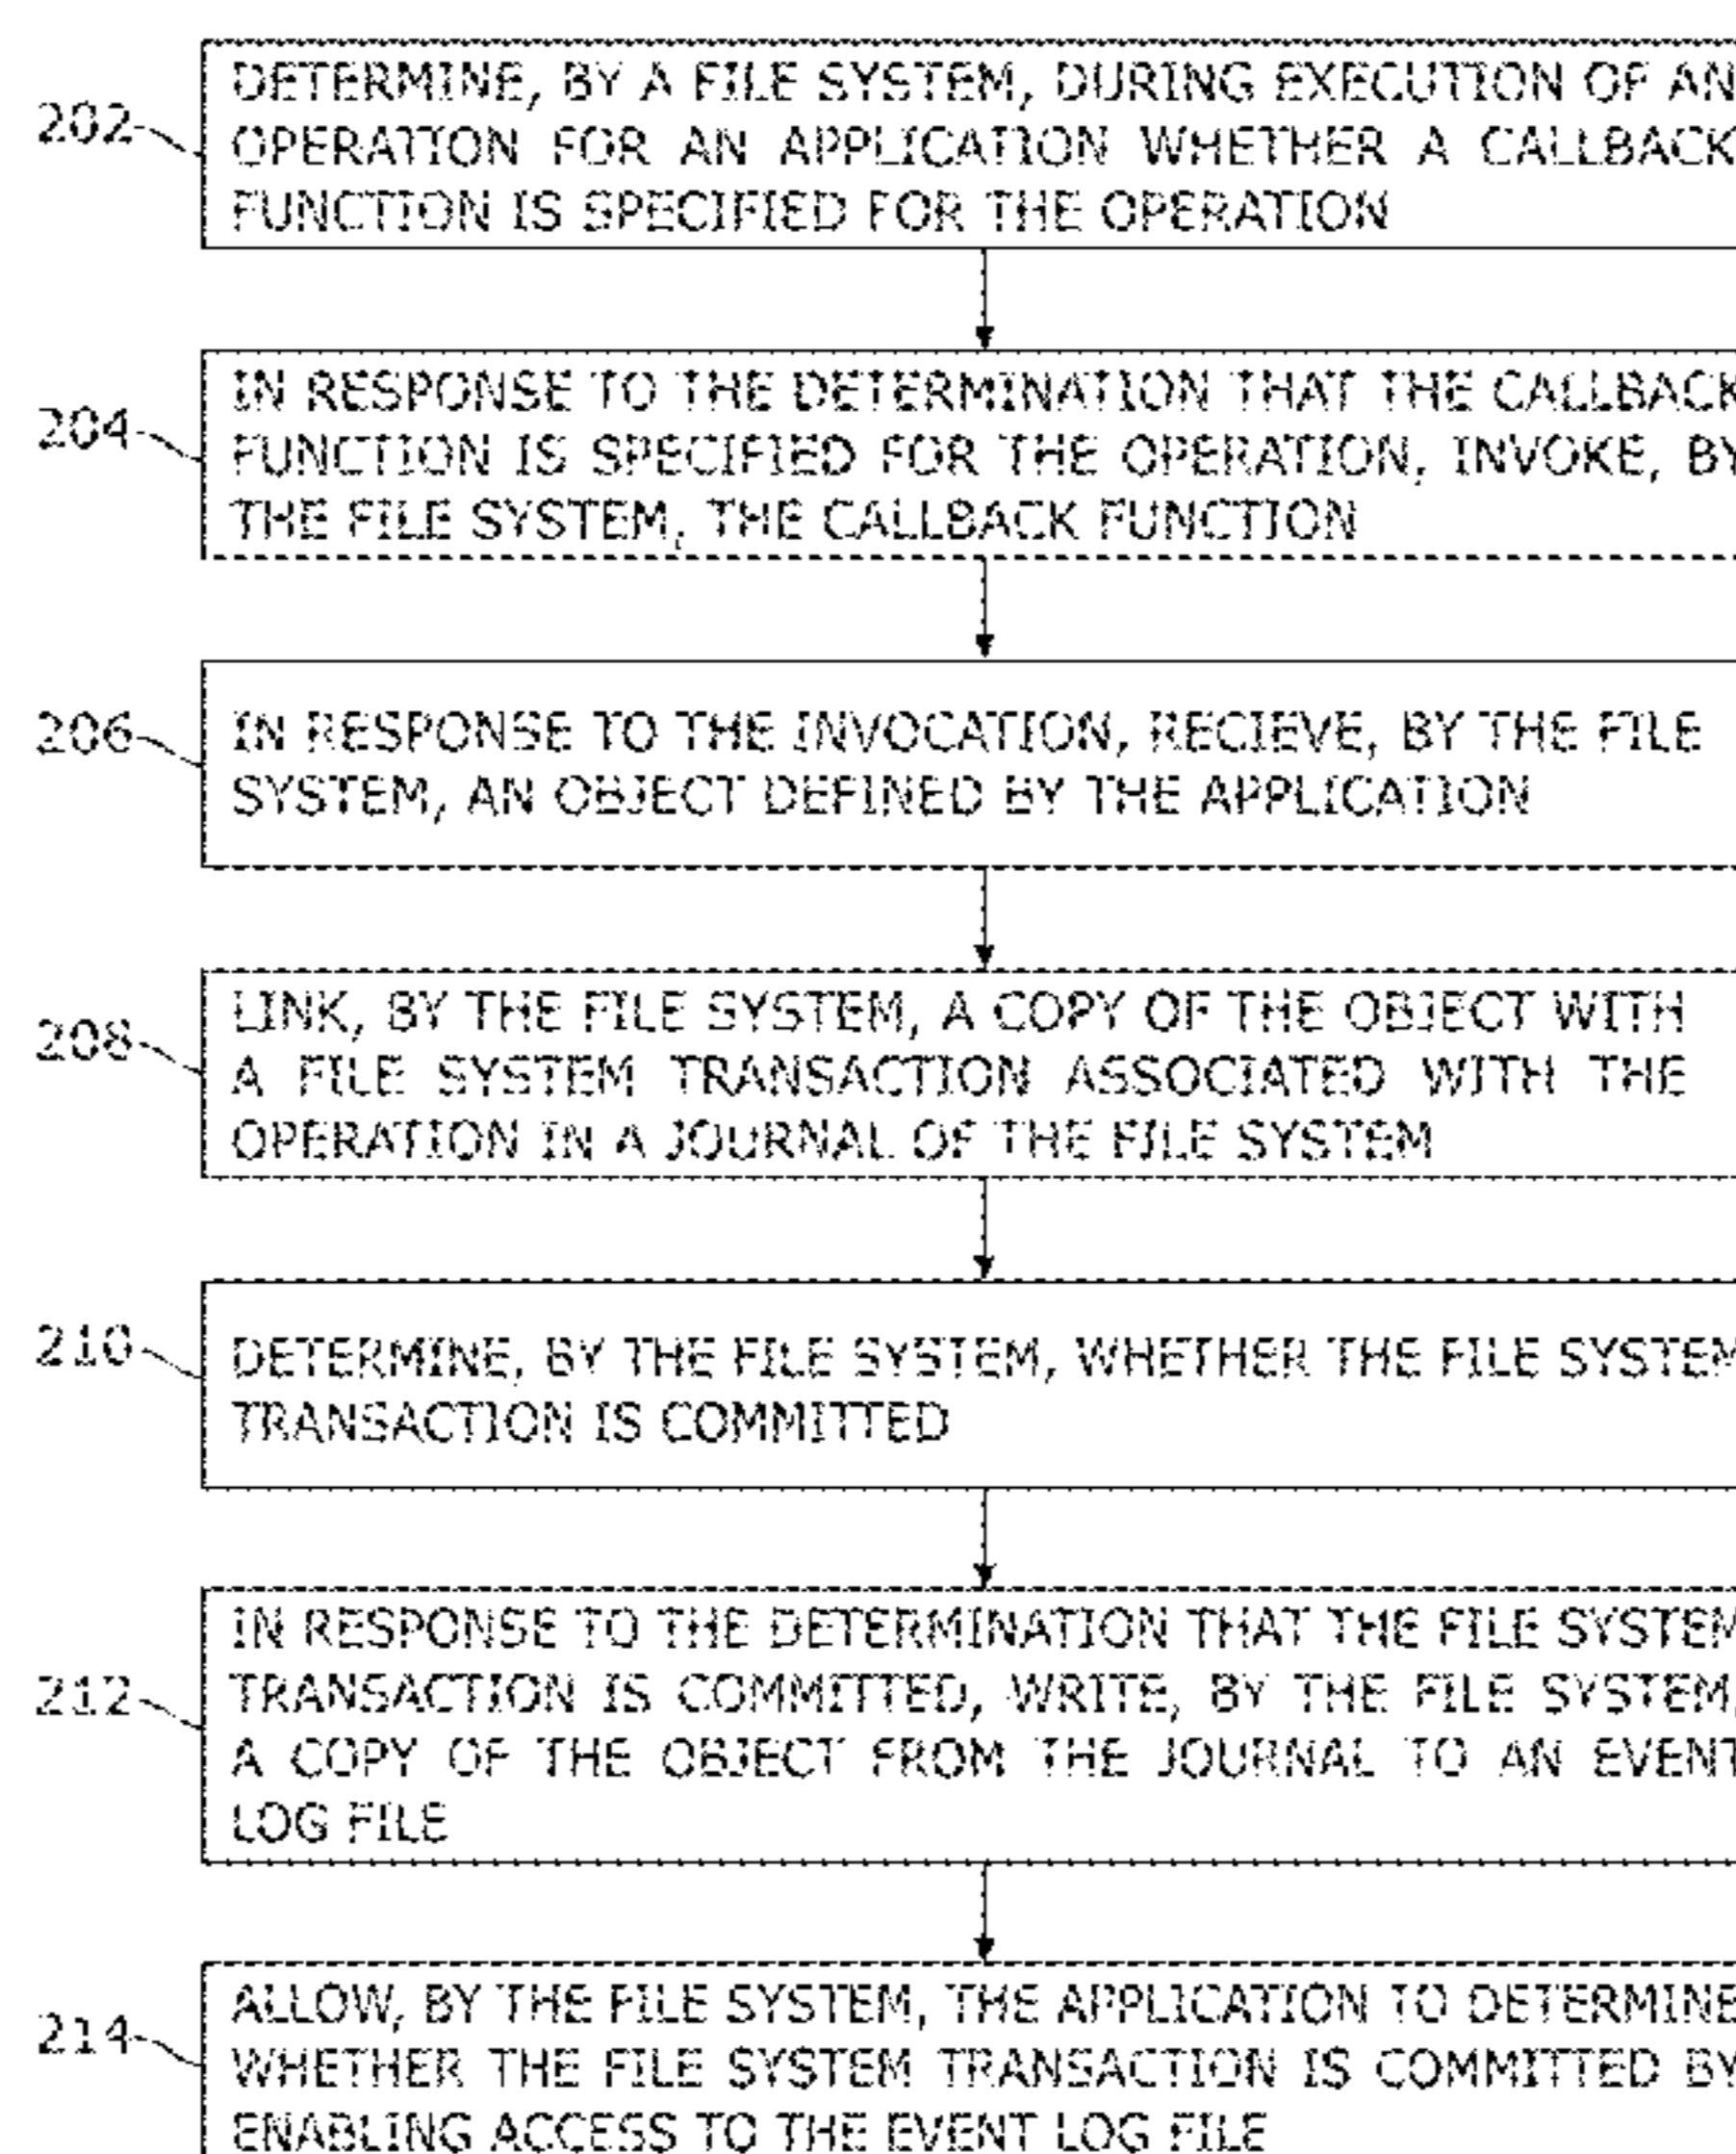 202
DETERMINE, BY A FILE SYSTEM, DURING EXECUTION OF AN
OPERATION FOR AN APPLICATION WHETHER A CALLBACK
FUNCTION IS SPECIFIED FOR THE OPERATION
204
IN RESPONSE TO THE DETERMINATION THAT THE CALLBACK
FUNCTION IS SPECIFIED FOR THE OPERATION, INVOKE, BY
THE FILE SYSTEM, THE CALLBACK FUNCTION
206
IN RESPONSE TO THE INVOCATION, RECIEVE, BY THE FILE
SYSTEM, AN OBJECT DEFINED BY THE APPLICATION
208
LINK, BY THE FILE SYSTEM, A COPY OF THE OBJECT WITH
A FILE SYSTEM TRANSACTION ASSOCIATED WITH THE
OPERATION IN A JOURNAL OF THE FILE SYSTEM
210
DETERMINE, BY THE FILE SYSTEM, WHETHER THE FILE SYSTEM
TRANSACTION IS COMMITTED
212
IN RESPONSE TO THE DETERMINATION THAT THE FILE SYSTEM
TRANSACTION IS COMMITTED, WRITE, BY THE FILE SYSTEM,
A COPY OF THE OBJECT FROM THE JOURNAL TO AN EVENT
LOG FILE
214
ALLOW, BY THE FILE SYSTEM, THE APPLICATION TO DETERMINE
WHETHER THE FILE SYSTEM TRANSACTION IS COMMITTED BY
ENABLING ACCESS TO THE EVENT LOG FILE